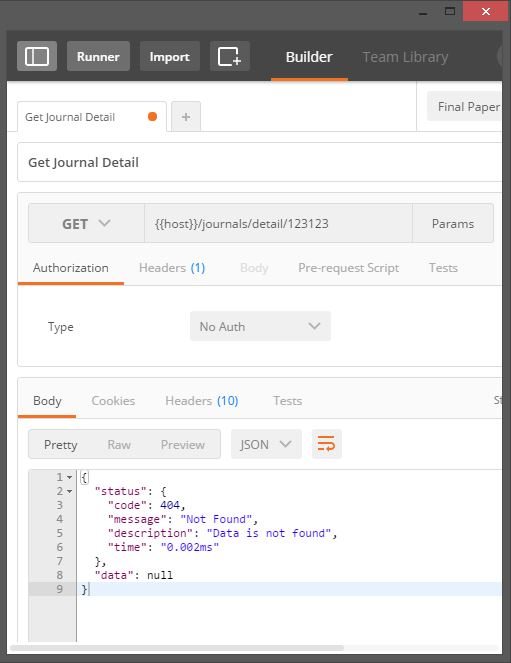 Runner
Import
Builder
Team Library
Get Journal Detail
+
Final Paper
Get Journal Detail
GET
{{host}}/journals/detail/123123
Params
Authorization
Headers (1)
Body
Pre-request Script
Tests
Type
No Auth
Body
Cookies
Headers (10)
Tests
St
Pretty
Raw
Preview
JSON
1 {
2 "status": {
3 "code": 404,
4 "message": "Not Found",
5 "description": "Data is not found",
6 "time": "0.002ms"
7 },
8 "data": null
9 }